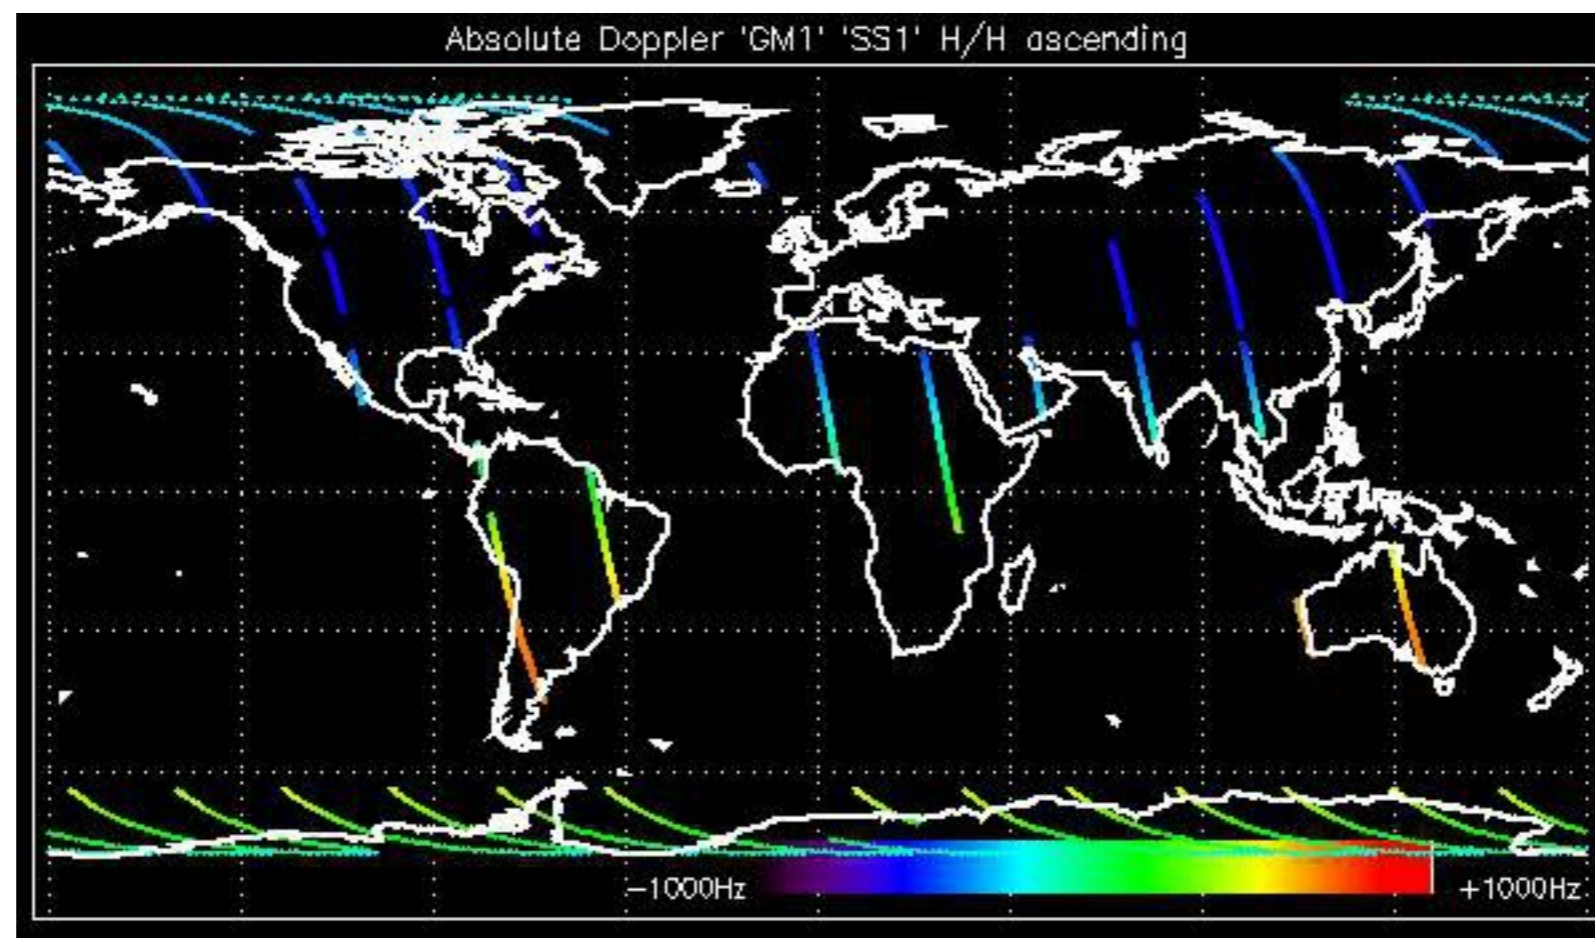 Absolute Doppler 'GM1' 'SS1' H/H ascending
−1000Hz
+1000Hz